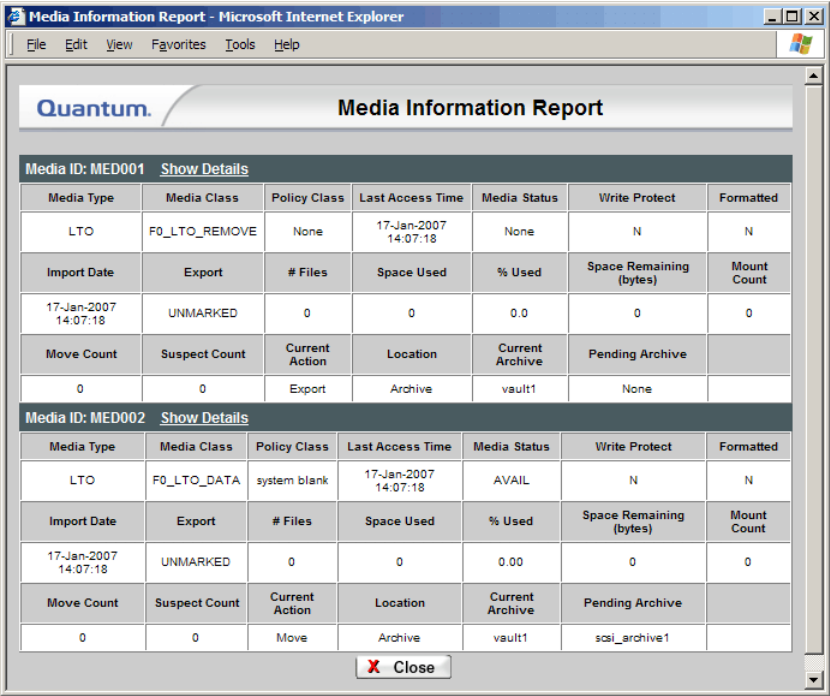 Media Information Report - Microsoft Internet Explorer
File Edit View Favorites Tools Help
Quantum. Media Information Report
Media ID: MED001 Show Details
Media Type Media Class Policy Class Last Access Time Media Status Write Protect Formatted
LTO F0_LTO_REMOVE None 17-Jan-2007 14:07:18 None N N
Import Date Export # Files Space Used % Used Space Remaining (bytes) Mount Count
17-Jan-2007 14:07:18 UNMARKED 0 0 0.0 0 0
Move Count Suspect Count Current Action Location Current Archive Pending Archive
0 0 Export Archive vault1 None
Media ID: MED002 Show Details
Media Type Media Class Policy Class Last Access Time Media Status Write Protect Formatted
LTO F0_LTO_DATA system blank 17-Jan-2007 14:07:18 AVAIL N N
Import Date Export # Files Space Used % Used Space Remaining (bytes) Mount Count
17-Jan-2007 14:07:18 UNMARKED 0 0 0.00 0 0
Move Count Suspect Count Current Action Location Current Archive Pending Archive
0 0 Move Archive vault1 scsi_archive1
X Close